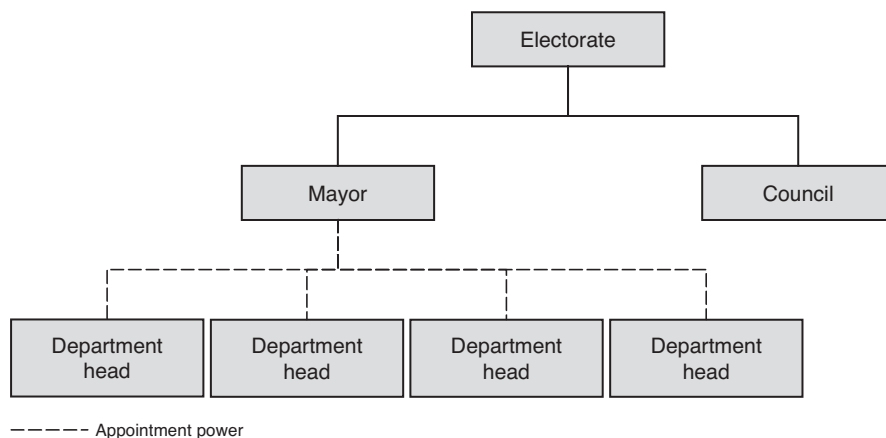 Electorate
Mayor
Council
Department
head
Department
head
Department
head
Department
head
Appointment power